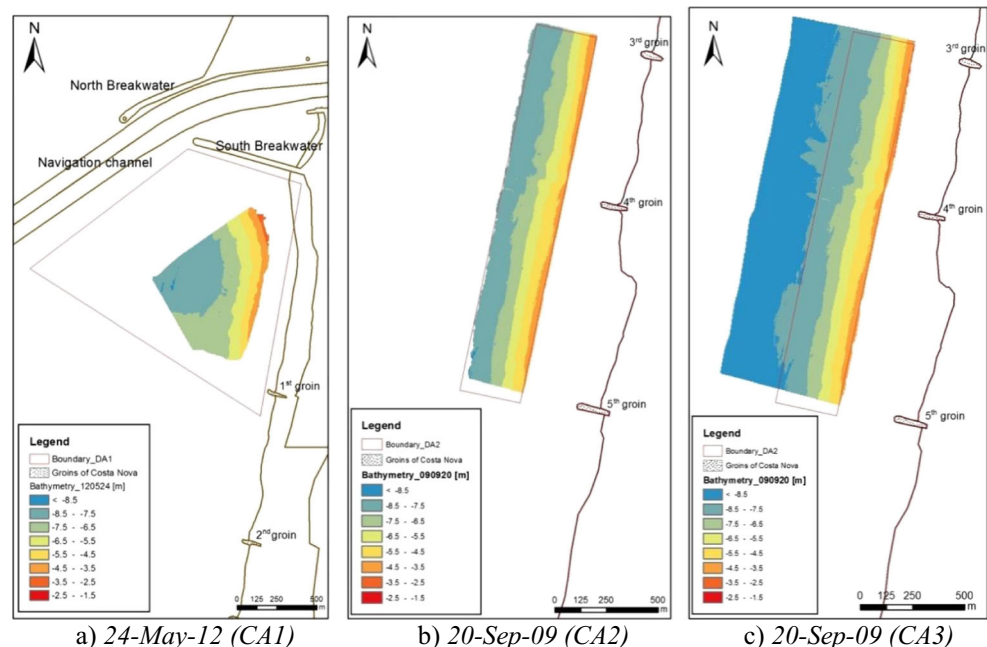 N
North Breakwater
South Breakwater
Navigation channel
1st groin
2nd groin
Legend
Boundary_DA1
Groins of Costa Nova
Bathymetry_120524 [m]
< -8.5
-8.5 - -7.5
-7.5 - -6.5
-6.5 - -5.5
-5.5 - -4.5
-4.5 - -3.5
-3.5 - -2.5
-2.5 - -1.5
0 125 250 500
m
a) 24-May-12 (CA1)
N
3rd groin
4th groin
5th groin
Legend
Boundary_DA2
Groins of Costa Nova
Bathymetry_090920 [m]
< -8.5
-8.5 - -7.5
-7.5 - -6.5
-6.5 - -5.5
-5.5 - -4.5
-4.5 - -3.5
-3.5 - -2.5
-2.5 - -1.5
0 125 250 500
m
b) 20-Sep-09 (CA2)
N
3rd groin
4th groin
5th groin
Legend
Boundary_DA2
Groins of Costa Nova
Bathymetry_090920 [m]
< -8.5
-8.5 - -7.5
-7.5 - -6.5
-6.5 - -5.5
-5.5 - -4.5
-4.5 - -3.5
-3.5 - -2.5
-2.5 - -1.5
0 125 250 500
m
c) 20-Sep-09 (CA3)